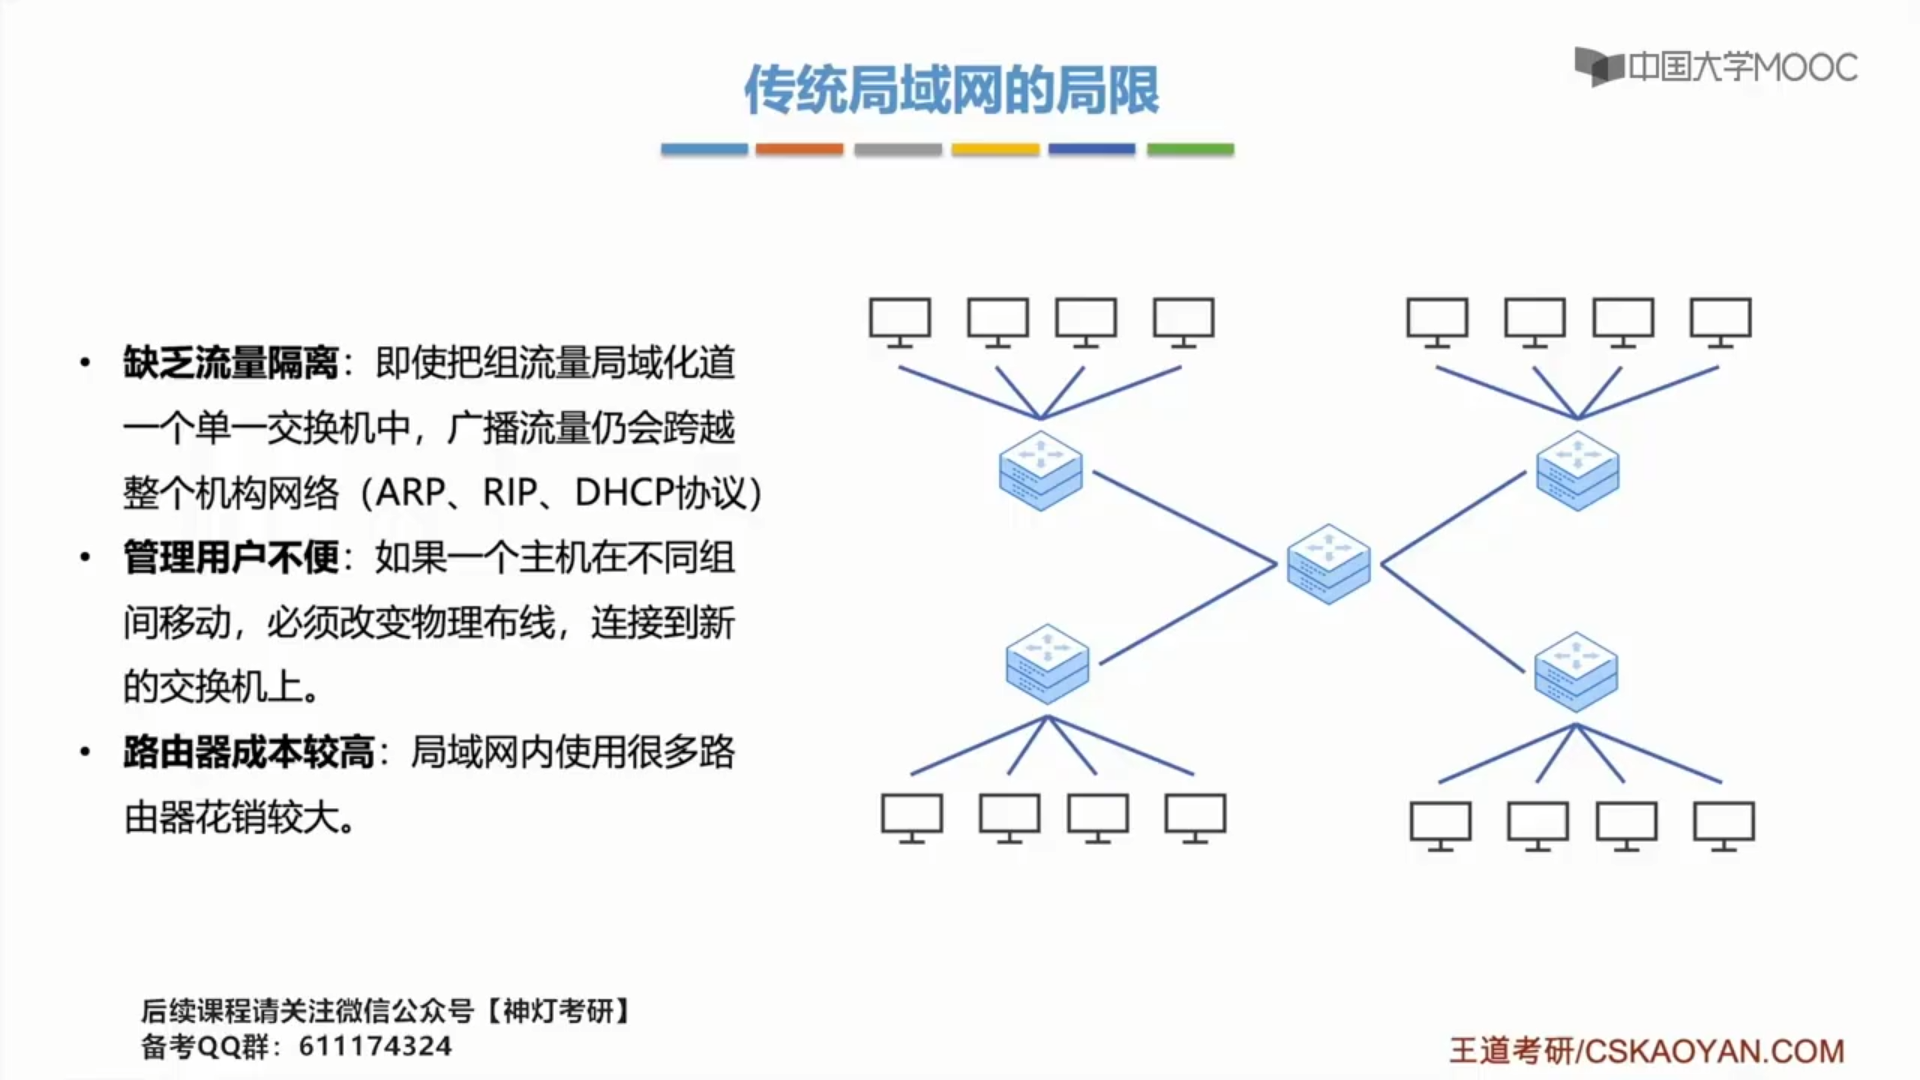 传统局域网的局限
中国大学MOOC
• 缺乏流量隔离：即使把组流量局域化道
一个单一交换机中，广播流量仍会跨越
整个机构网络（ARP、RIP、DHCP协议）
• 管理用户不便：如果一个主机在不同组
间移动，必须改变物理布线，连接到新
的交换机上。
• 路由器成本较高：局域网内使用很多路
由器花销较大。
后续课程请关注微信公众号【神灯考研】
备考QQ群：611174324
王道考研/CSKAOYAN.COM